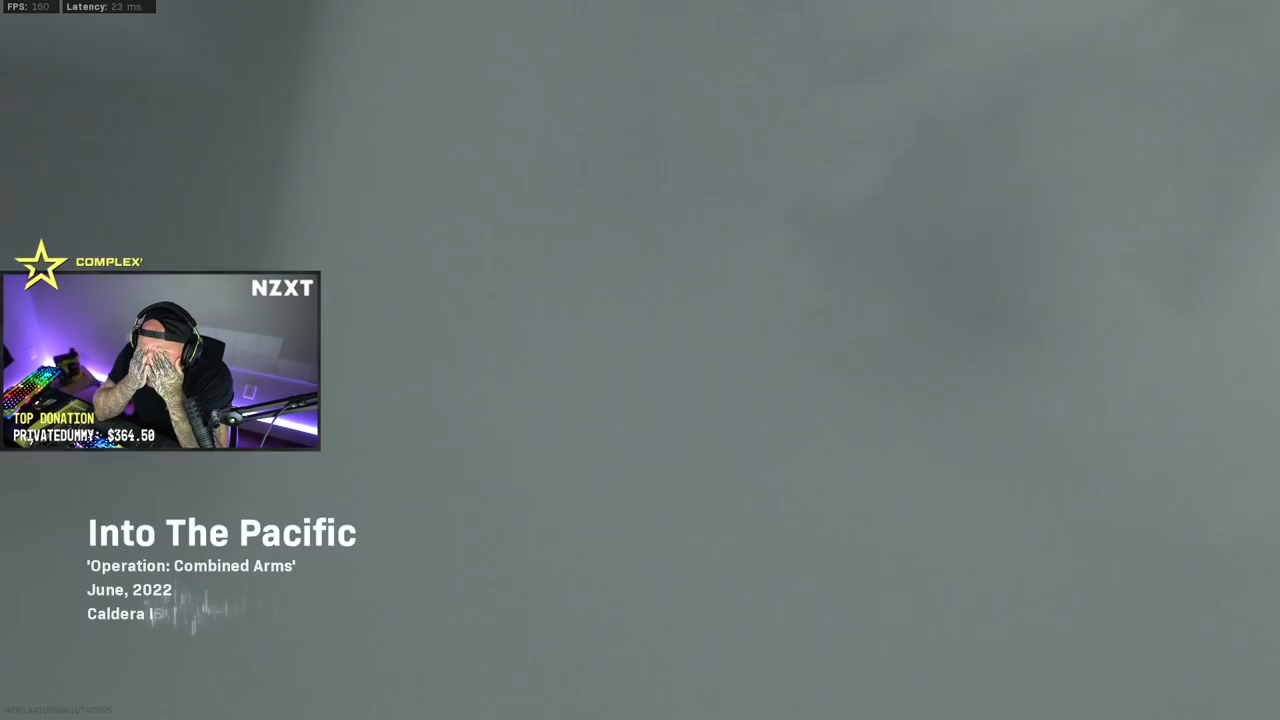 FPS: 160 Latency: 23 ms
COMPLEX
NZXT
TOP DONATION
PRIVATEDUMMY: $364.50
Into The Pacific
'Operation: Combined Arms'
June, 2022
Caldera Is